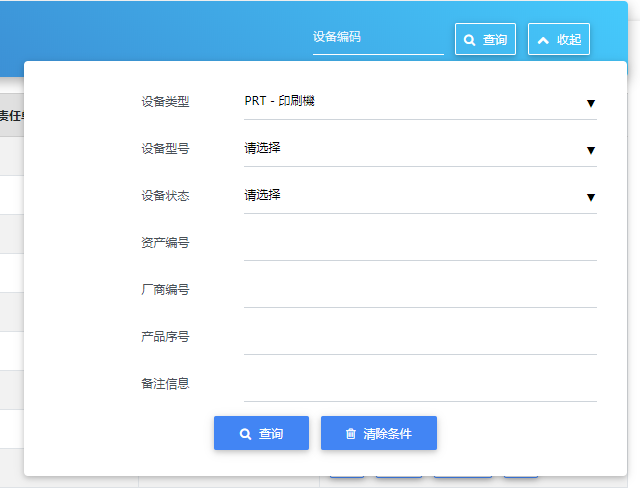 设备编码 查询 收起
责任
设备类型 PRT - 印刷機
设备型号 请选择
设备状态 请选择
资产编号
厂商编号
产品序号
备注信息
查询 清除条件